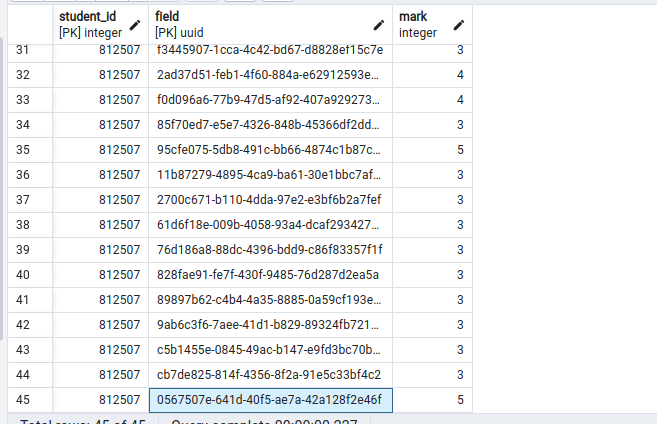 student_id field mark
[PK] integer [PK] uuid integer
31 812507 f3445907-1cca-4c42-bd67-d8828ef15c7e 3
32 812507 2ad37d51-feb1-4f60-884a-e62912593e... 4
33 812507 f0d096a6-77b9-47d5-af92-407a929273... 4
34 812507 85f70ed7-e5e7-4326-848b-45366df2dd... 3
35 812507 95cfe075-5db8-491c-bb66-4874c1b87c... 5
36 812507 11b87279-4895-4ca9-ba61-30e1bbc7af... 3
37 812507 2700c671-b110-4dda-97e2-e3bf6b2a7fef 3
38 812507 61d6f18e-009b-4058-93a4-dcaf293427... 3
39 812507 76d186a8-88dc-4396-bdd9-c86f83357f1f 3
40 812507 828fae91-fe7f-430f-9485-76d287d2ea5a 3
41 812507 89897b62-c4b4-4a35-8885-0a59cf193e... 3
42 812507 9ab6c3f6-7aee-41d1-b829-89324fb721... 3
43 812507 c5b1455e-0845-49ac-b147-e9fd3bc70b... 3
44 812507 cb7de825-814f-4356-8f2a-91e5c33bf4c2 3
45 812507 0567507e-641d-40f5-ae7a-42a128f2e46f 5
Total rows: 45 of 45 Query complete 00:00:00.227